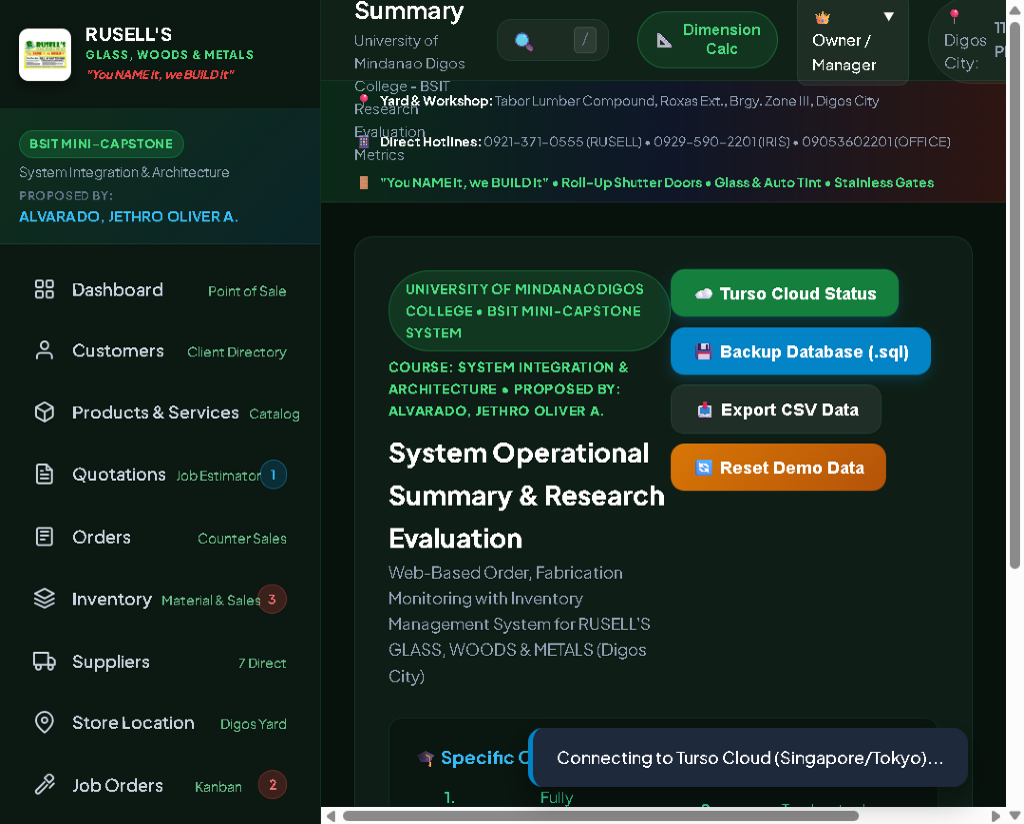 RUSELL'S
GLASS, WOODS & METALS
"You NAME It, we BUILD It"
BSIT MINI-CAPSTONE
System Integration & Architecture
PROPOSED BY:
ALVARADO, JETHRO OLIVER A.
Dashboard Point of Sale
Customers Client Directory
Products & Services Catalog
Quotations Job Estimator 1
Orders Counter Sales
Inventory Material & Sales 3
Suppliers 7 Direct
Store Location Digos Yard
Job Orders Kanban 2
Summary
University of
Mindanao Digos
College - BSIT
Research
Evaluation
Metrics
/
Dimension
Calc
Owner /
Manager
Digos
City:
Yard & Workshop: Tabor Lumber Compound, Roxas Ext., Brgy. Zone III, Digos City
Direct Hotlines: 0921-371-0555 (RUSELL) • 0929-590-2201 (IRIS) • 09053602201 (OFFICE)
"You NAME It, we BUILD It" • Roll-Up Shutter Doors • Glass & Auto Tint • Stainless Gates
UNIVERSITY OF MINDANAO DIGOS
COLLEGE • BSIT MINI-CAPSTONE
SYSTEM
COURSE: SYSTEM INTEGRATION &
ARCHITECTURE • PROPOSED BY:
ALVARADO, JETHRO OLIVER A.
System Operational
Summary & Research
Evaluation
Web-Based Order, Fabrication
Monitoring with Inventory
Management System for RUSELL'S
GLASS, WOODS & METALS (Digos
City)
Turso Cloud Status
Backup Database (.sql)
Export CSV Data
Reset Demo Data
Specific
1. Fully
Connecting to Turso Cloud (Singapore/Tokyo)...